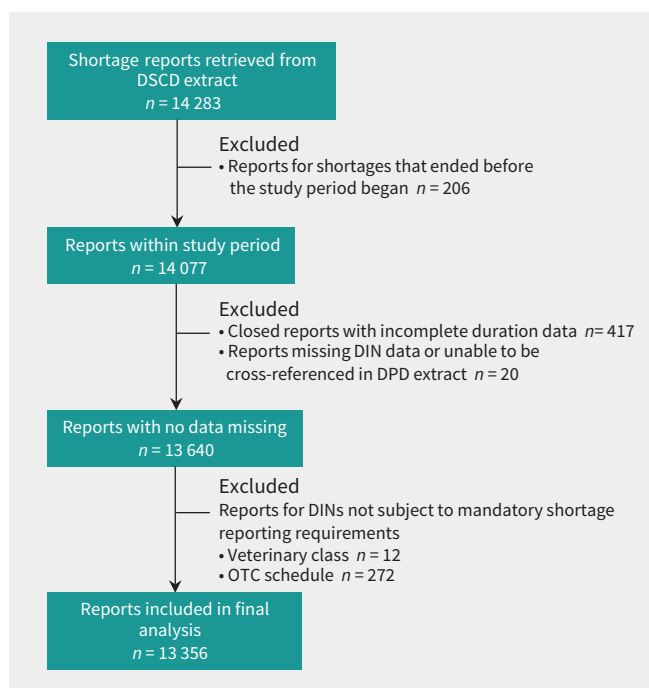 Shortage reports retrieved from
DSCD extract
n = 14 283
Excluded
• Reports for shortages that ended before
the study period began n = 206
Reports within study period
n = 14 077
Excluded
• Closed reports with incomplete duration data n= 417
• Reports missing DIN data or unable to be
cross-referenced in DPD extract n = 20
Reports with no data missing
n = 13 640
Excluded
Reports for DINs not subject to mandatory shortage
reporting requirements
• Veterinary class n = 12
• OTC schedule n = 272
Reports included in final
analysis
n = 13 356